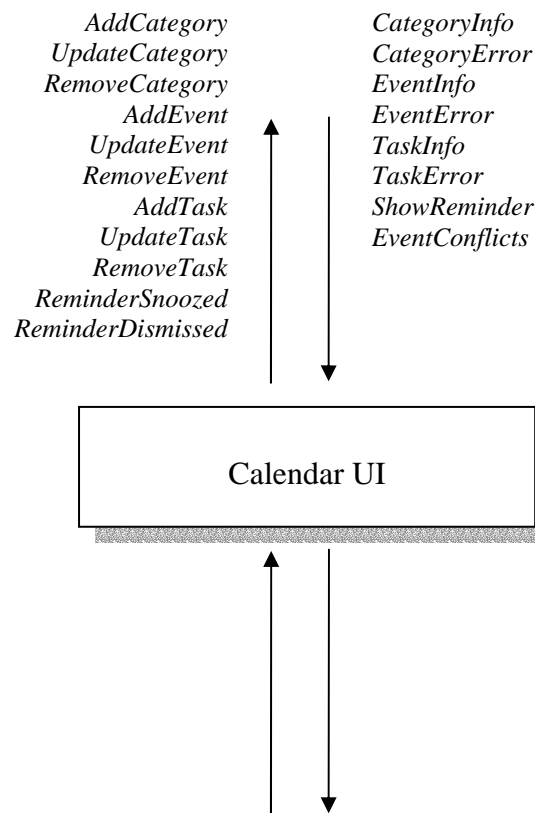 AddCategory
UpdateCategory
RemoveCategory
AddEvent
UpdateEvent
RemoveEvent
AddTask
UpdateTask
RemoveTask
ReminderSnoozed
ReminderDismissed
CategoryInfo
CategoryError
EventInfo
EventError
TaskInfo
TaskError
ShowReminder
EventConflicts
Calendar UI